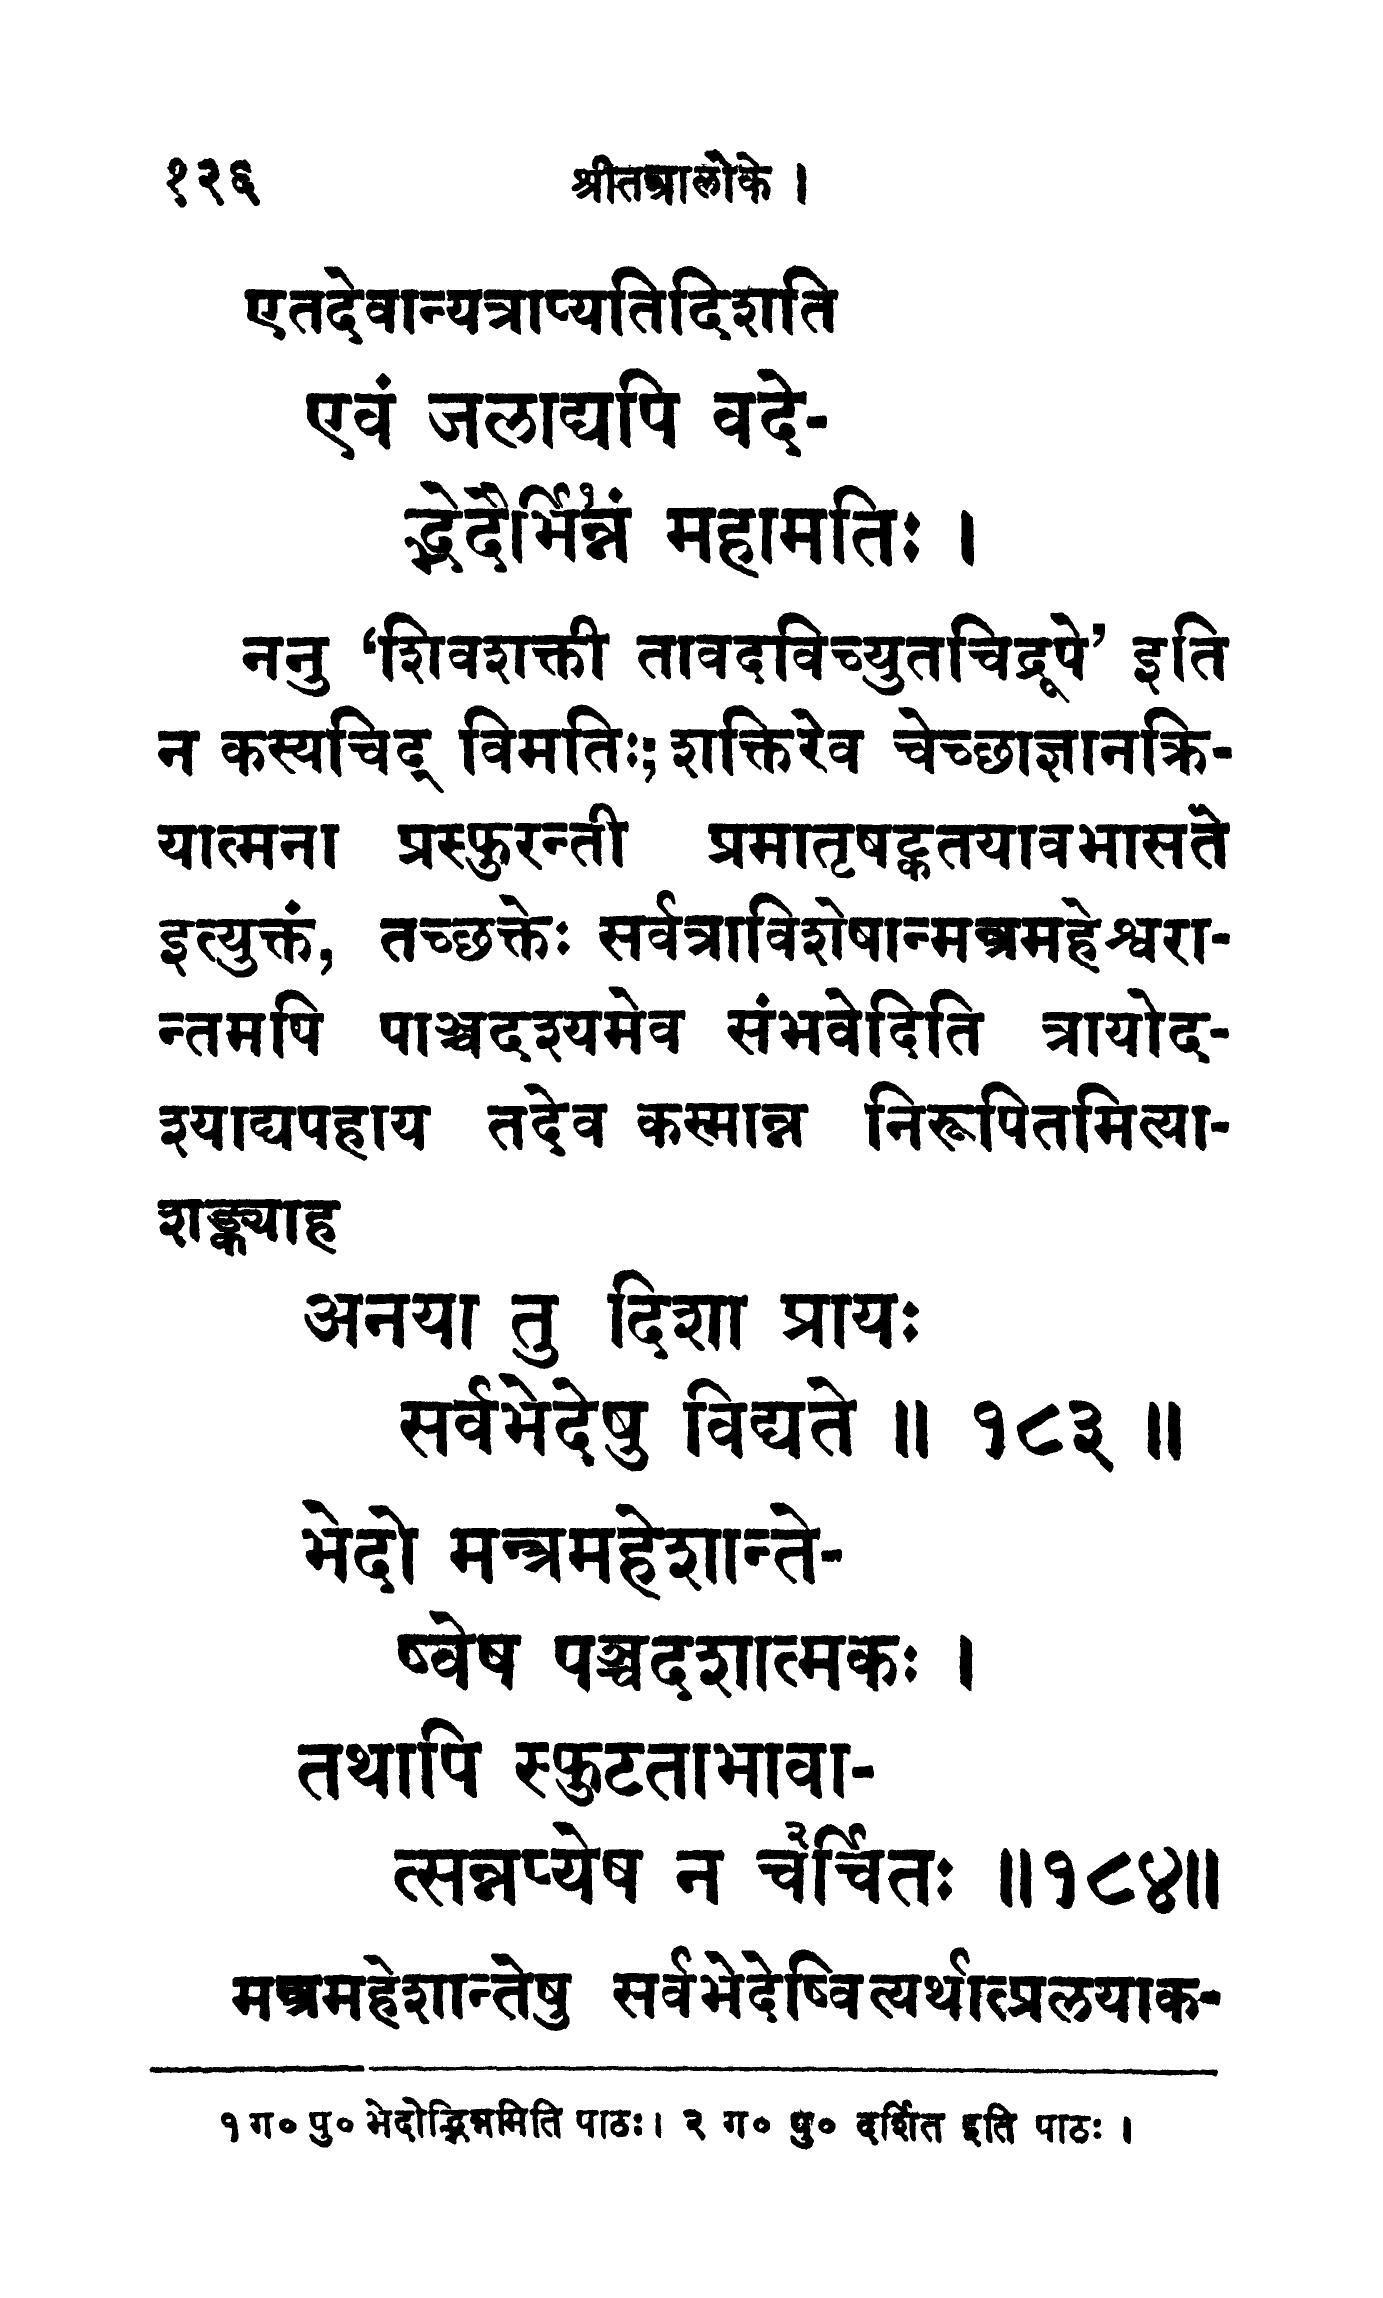 १२६ श्रीतन्त्रालोके ।
एतदेवान्यत्राप्यतिदिशति
एवं जलाद्यपि वदे-
द्भेदैर्भिन्नं१ महामतिः ।
ननु ‘शिवशक्ती तावदविच्युतचिद्रूपे’ इति
न कस्यचिद् विमतिः; शक्तिरेव चेच्छाज्ञानक्रि-
यात्मना प्रस्फुरन्ती प्रमातृषट्कतयावभासते
इत्युक्तं, तच्छक्तेः सर्वत्राविशेषान्मन्त्रमहेश्वरा-
न्तमपि पाञ्चदश्यमेव संभवेदिति त्रायोद-
श्याद्यपहाय तदेव कस्मान्न निरूपितमित्या-
शङ्क्याह
अनया तु दिशा प्रायः
सर्वभेदेषु विद्यते ॥ १८३ ॥
भेदो मन्त्रमहेशान्ते-
ष्वेष पञ्चदशात्मकः ।
तथापि स्फुटताभावा-
त्सन्नप्येष न चर्चितः२ ॥१८४॥
मन्त्रमहेशान्तेषु सर्वभेदेष्वित्यर्थात्प्रलयाक-
१ ग० पु० भेदोद्भिन्नमिति पाठः। २ ग० पु० दर्शित इति पाठः ।